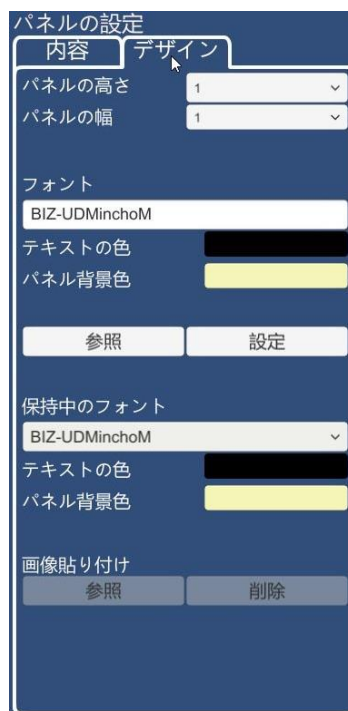 パネルの設定
内容 デザイン
パネルの高さ 1
パネルの幅 1
フォント
BIZ-UDMinchoM
テキストの色
パネル背景色
参照 設定
保持中のフォント
BIZ-UDMinchoM
テキストの色
パネル背景色
画像貼り付け
参照 削除